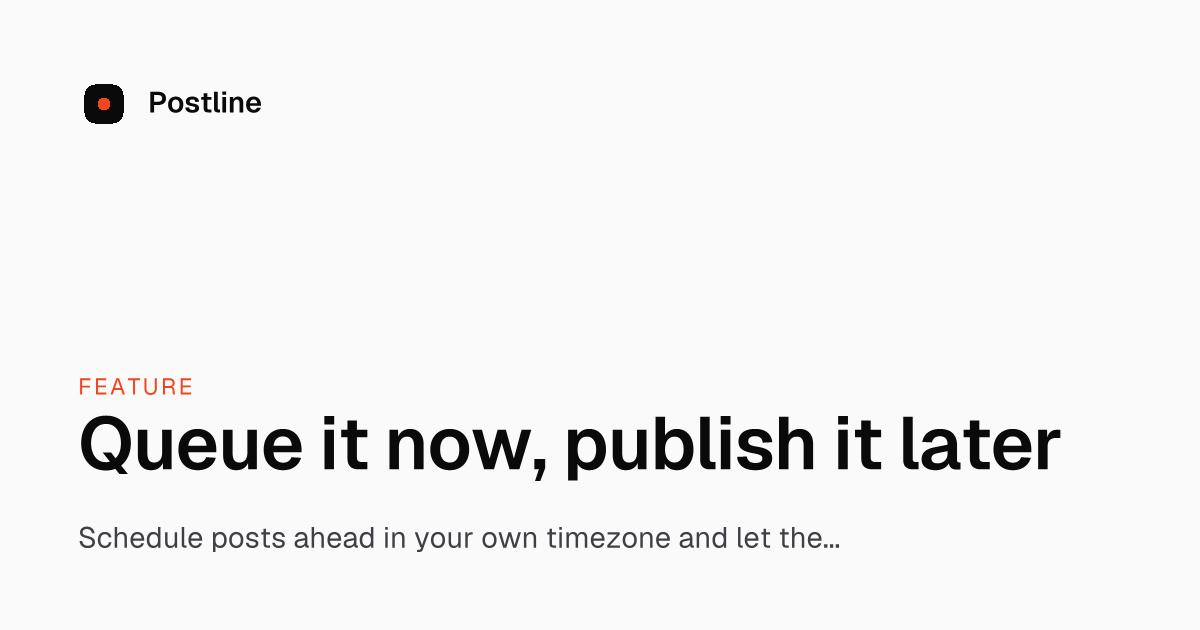 Postline
FEATURE
Queue it now, publish it later
Schedule posts ahead in your own timezone and let the...